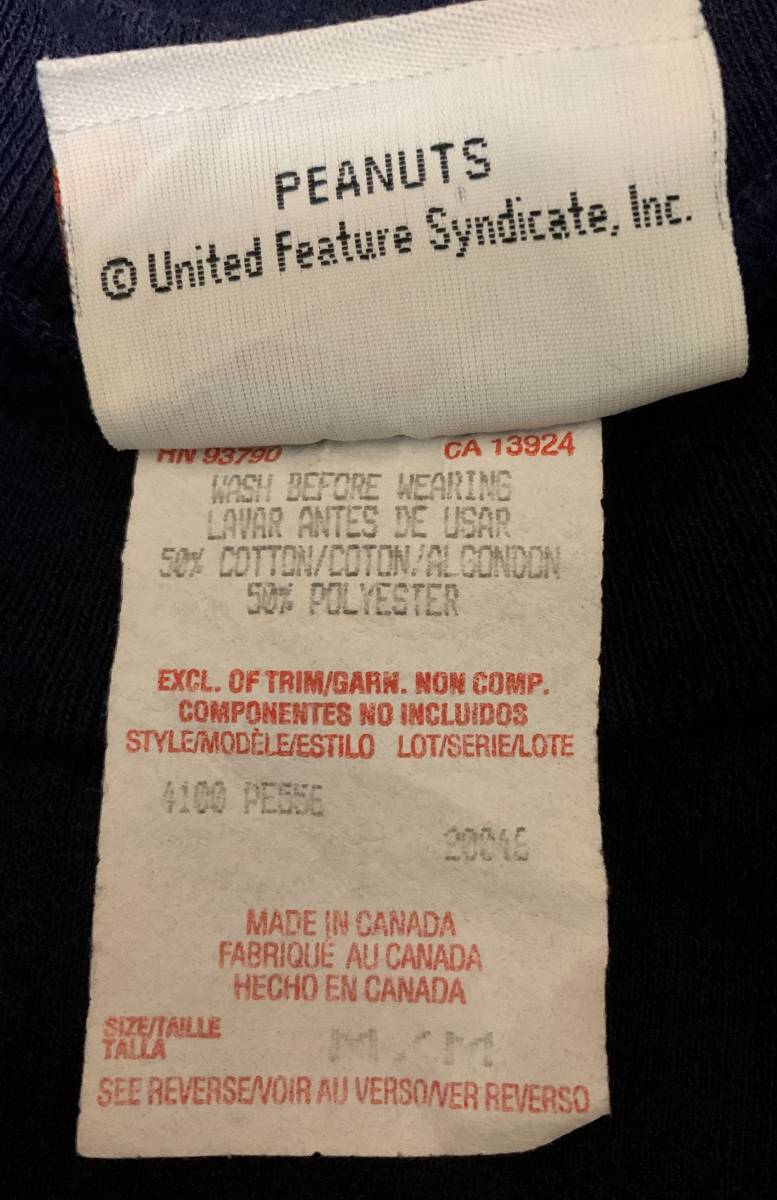 PEANUTS
© United Feature Syndicate, Inc.
RN 93790 CA 13924
WASH BEFORE WEARING
LAVAR ANTES DE USAR
50% COTTON/COTON/ALGONDON
50% POLYESTER
EXCL. OF TRIM/GARN. NON COMP.
COMPONENTES NO INCLUIDOS
STYLE/MODÈLE/ESTILO LOT/SERIE/LOTE
4100
MADE IN CANADA
FABRIQUÉ AU CANADA
HECHO EN CANADA
SIZE/TAILLE
TALLA
M/M
SEE REVERSE/VOIR AU VERSO/VER REVERSO